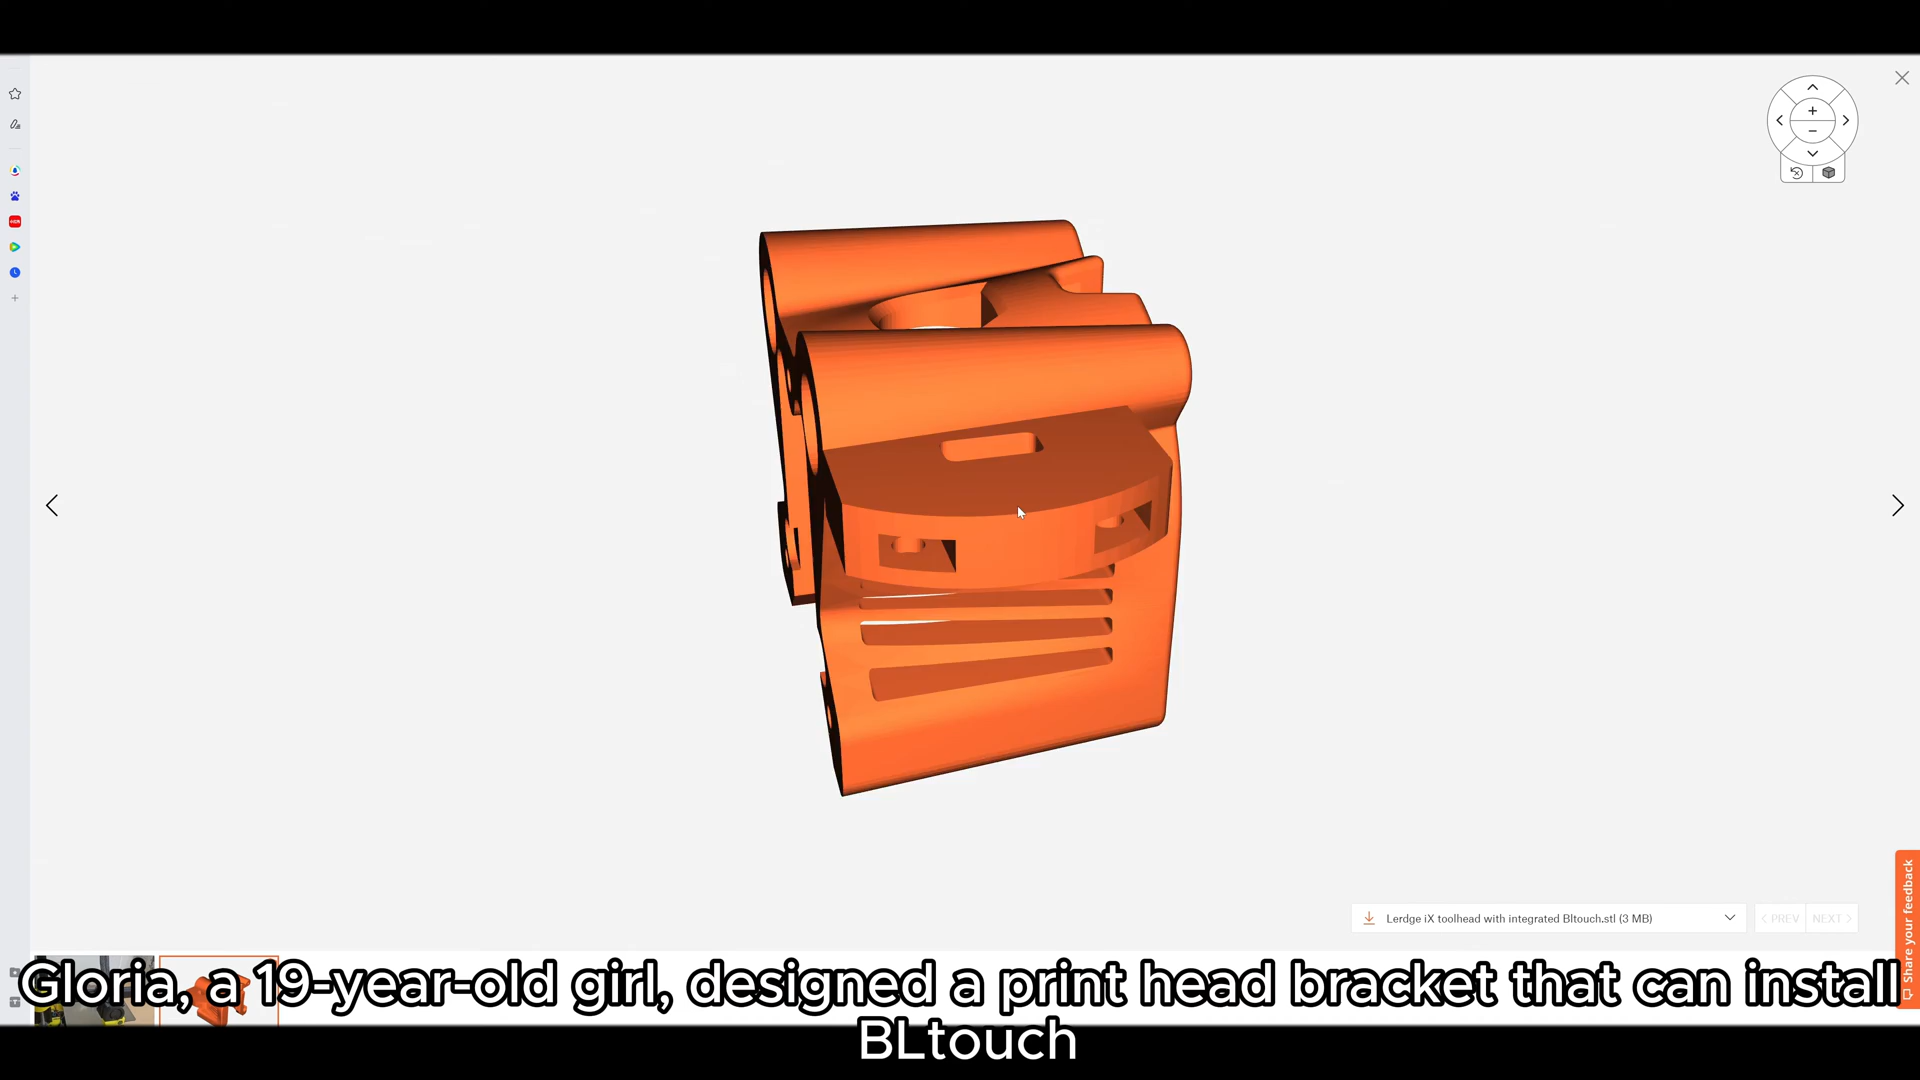 Lerdge iX toolhead with integrated Bltouch.stl (3 MB)
PREV
NEXT
Share your feedback
Gloria, a 19-year-old girl, designed a print head bracket that can install
BLtouch